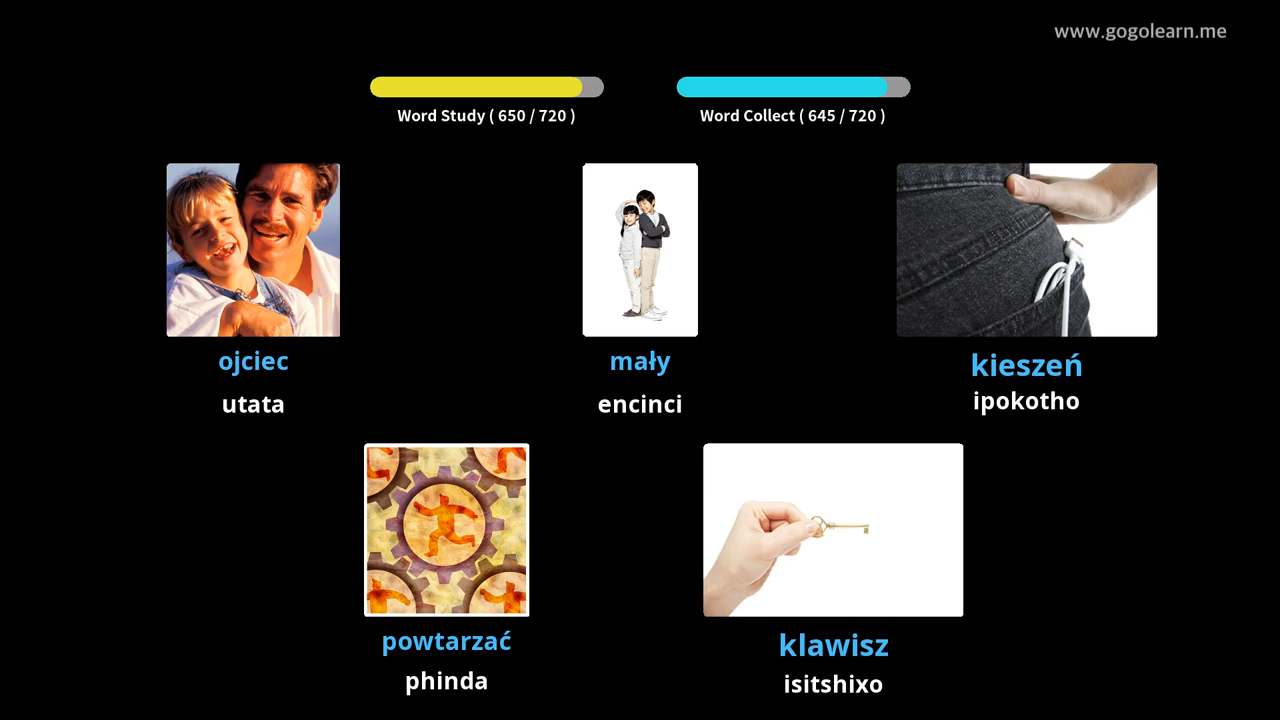 www.gogolearn.me
Word Study ( 650 / 720 )
Word Collect ( 645 / 720 )
ojciec
utata
mały
encinci
kieszeń
ipokotho
powtarzać
phinda
klawisz
isitshixo